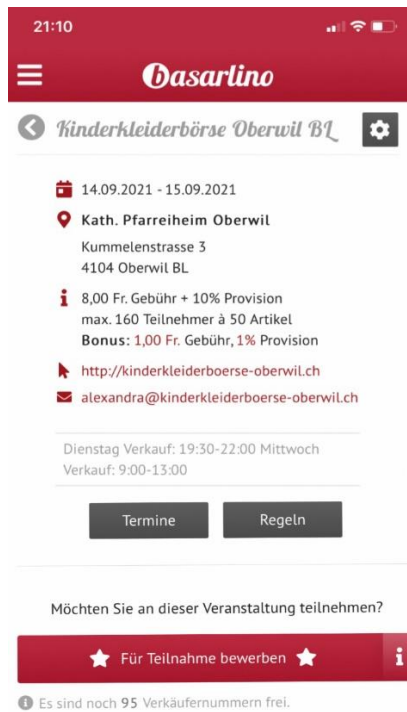 21:10
basarlino
Kinderkleiderbörse Oberwil BL
14.09.2021 - 15.09.2021
Kath. Pfarreiheim Oberwil
Kummelenstrasse 3
4104 Oberwil BL
8,00 Fr. Gebühr + 10% Provision
max. 160 Teilnehmer à 50 Artikel
Bonus: 1,00 Fr. Gebühr, 1% Provision
http://kinderkleiderboerse-oberwil.ch
alexandra@kinderkleiderboerse-oberwil.ch
Dienstag Verkauf: 19:30-22:00 Mittwoch
Verkauf: 9:00-13:00
Termine Regeln
Möchten Sie an dieser Veranstaltung teilnehmen?
Für Teilnahme bewerben
Es sind noch 95 Verkäufernummern frei.